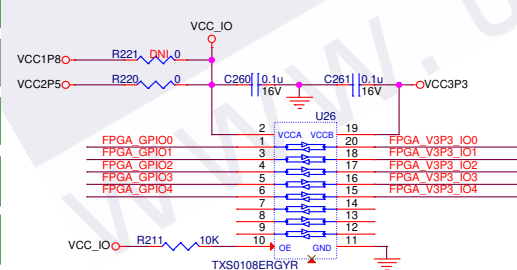 VCC_IO
R221 DNI 0
VCC1P8
R220 0
VCC2P5
C260 0.1u
16V
C261 0.1u
16V
VCC3P3
U26
2 VCCA VCCB 19
FPGA_GPIO0 1 20 FPGA_V3P3_IO0
FPGA_GPIO1 3 18 FPGA_V3P3_IO1
FPGA_GPIO2 4 17 FPGA_V3P3_IO2
FPGA_GPIO3 5 16 FPGA_V3P3_IO3
FPGA_GPIO4 6 15 FPGA_V3P3_IO4
7 14
8 13
9 12
VCC_IO R211 10K 10 OE GND 11
TXS0108ERGYR
WWW.